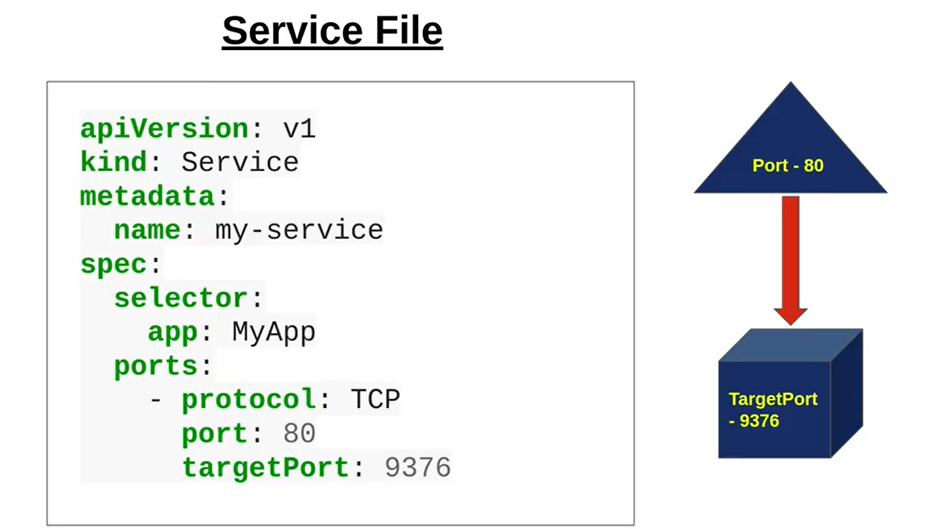 Service File
apiVersion: v1
kind: Service
metadata:
  name: my-service
spec:
  selector:
    app: MyApp
  ports:
    - protocol: TCP
      port: 80
      targetPort: 9376
Port - 80
TargetPort
- 9376